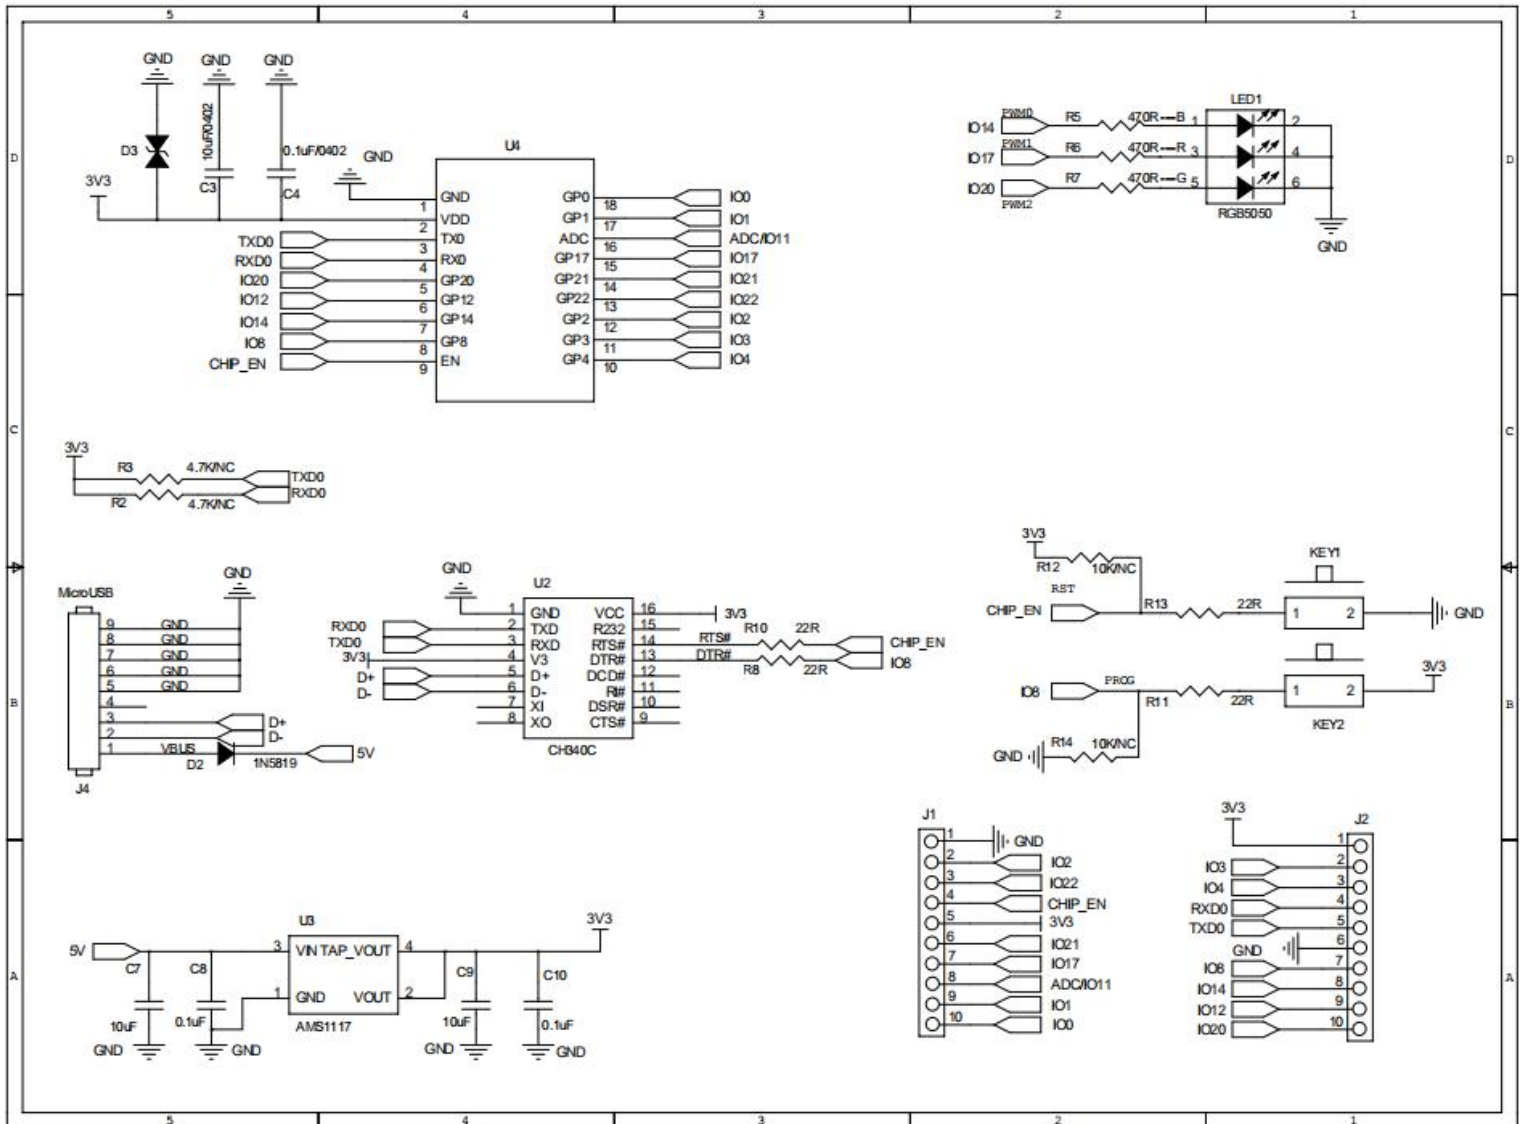 5 4 3 2 1
GND GND GND
10uF/0402
D3
0.1uF/0402
C3
C4
3V3
GND
U4
GND
1
VDD
2
TXD0 TX0
3
RXD0 RX0
4
IO20 GP20
5
IO12 GP12
6
IO14 GP14
7
IO8 GP8
8
CHIP_EN EN
9
GP0 IO0
18
GP1 IO1
17
ADC ADC/IO11
16
GP17 IO17
15
GP21 IO21
14
GP22 IO22
13
GP2 IO2
12
GP3 IO3
11
GP4 IO4
10
LED1
PWM0
IO14 R5 470R---B 1 2
PWM1
IO17 R6 470R---R 3 4
IO20 R7 470R---G 5 6
PWM2
RGB5050
GND
D D
C C
3V3
R3 4.7K/NC TXD0
R2 4.7K/NC RXD0
MicroUSB
GND
9 GND
8 GND
7 GND
6 GND
5 GND
4
3 D+
2 D-
1 VBUS D2 1N5819 5V
J4
GND
U2
1 GND VCC 16 3V3
RXD0 2 TXD R232 15
TXD0 3 RXD RTS# 14 RTS# R10 22R CHIP_EN
3V3 4 V3 DTR# 13 DTR# R8 22R IO8
D+ 5 D+ DCD# 12
D- 6 D- RI# 11
7 XI DSR# 10
8 XO CTS# 9
CH340C
3V3
R12 10K/NC
KEY1
RST
CHIP_EN R13 22R 1 2 GND
3V3
PROG
IO8 R11 22R 1 2
KEY2
GND R14 10K/NC
B B
J1
1 GND
2 IO2
3 IO22
4 CHIP_EN
5 3V3
6 IO21
7 IO17
8 ADC/IO11
9 IO1
10 IO0
3V3
J2
1
IO3 2
IO4 3
RXD0 4
TXD0 5
GND 6
IO8 7
IO14 8
IO12 9
IO20 10
U3
3V3
5V 3 VIN TAP_VOUT 4
C7 C8 C9 C10
1 GND VOUT 2
10uF 0.1uF AMS1117 10uF 0.1uF
GND GND GND GND
A A
5 4 3 2 1